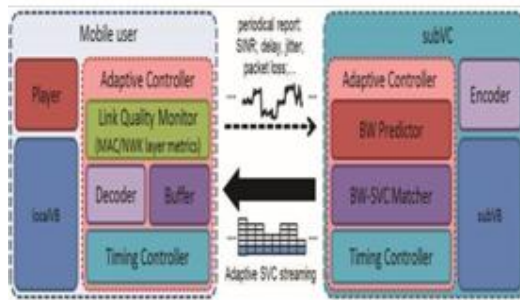 Mobile user
Player
localVB
Adaptive Controller
Link Quality Monitor
(MAC/NWK layer metrics)
Decoder
Buffer
Timing Controller
periodical report:
SINR; delay, jitter,
packet loss;...
Adaptive SVC streaming
subVC
Adaptive Controller
BW Predictor
BW-SVC Matcher
Timing Controller
Encoder
subVB